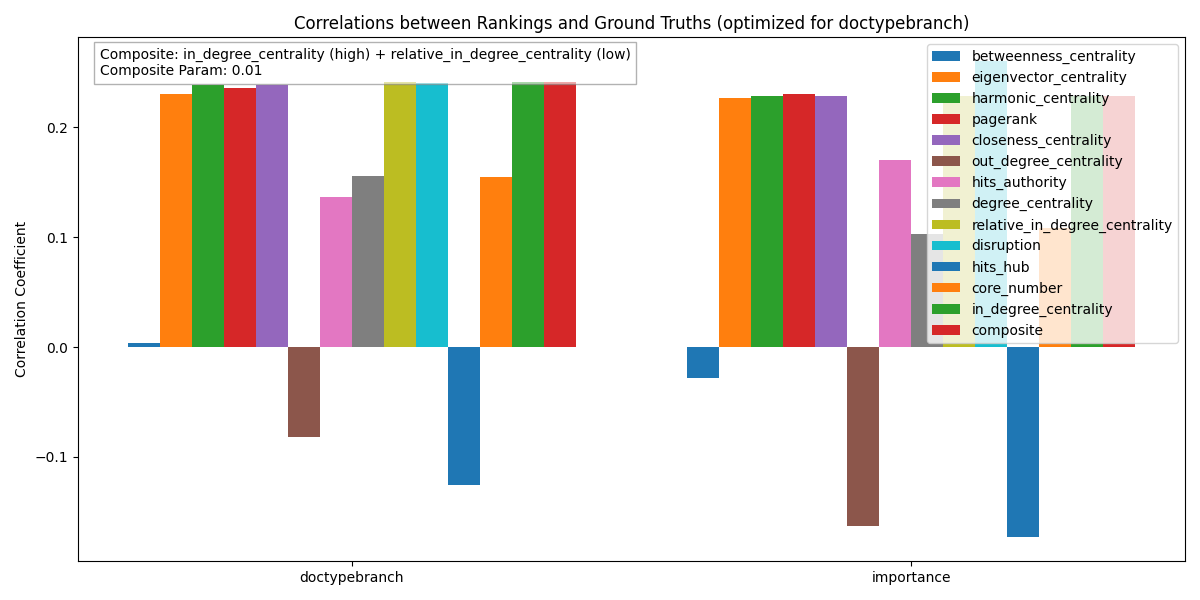 Correlations between Rankings and Ground Truths (optimized for doctypebranch)
Composite: in_degree_centrality (high) + relative_in_degree_centrality (low)
Composite Param: 0.01
betweenness_centrality
eigenvector_centrality
harmonic_centrality
pagerank
closeness_centrality
out_degree_centrality
hits_authority
degree_centrality
relative_in_degree_centrality
disruption
hits_hub
core_number
in_degree_centrality
composite
Correlation Coefficient
0.2
0.1
0.0
−0.1
doctypebranch
importance